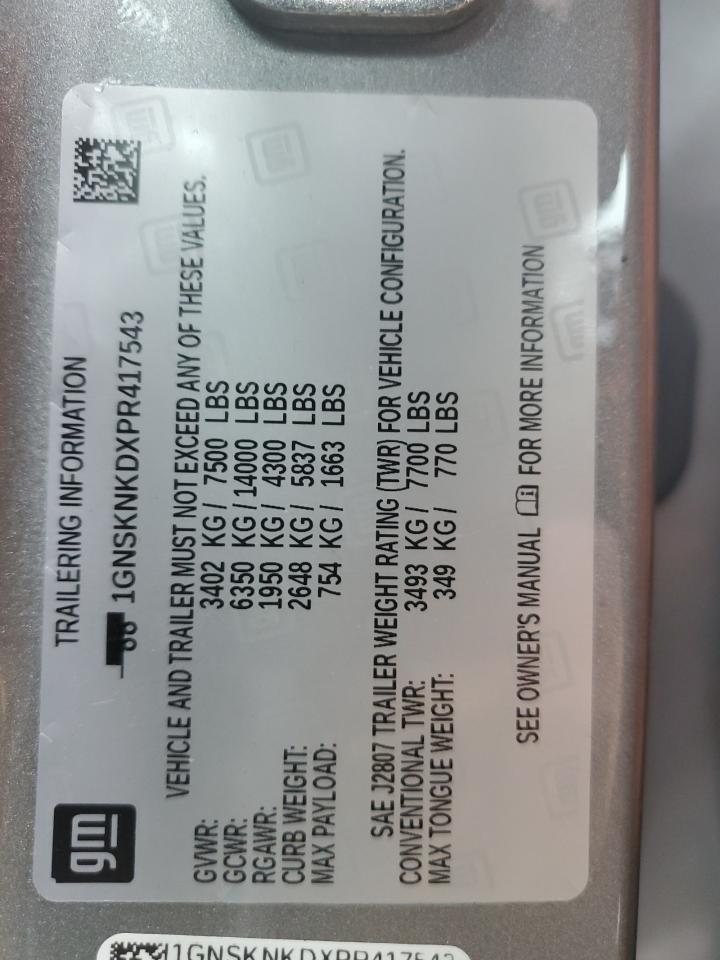 gm
TRAILERING INFORMATION
1GNSKNKDXPR417543
VEHICLE AND TRAILER MUST NOT EXCEED ANY OF THESE VALUES.
GVWR: 3402 KG / 7500 LBS
GCWR: 6350 KG / 14000 LBS
RGAWR: 1950 KG / 4300 LBS
CURB WEIGHT: 2648 KG / 5837 LBS
MAX PAYLOAD: 754 KG / 1663 LBS
SAE J2807 TRAILER WEIGHT RATING (TWR) FOR VEHICLE CONFIGURATION.
CONVENTIONAL TWR: 3493 KG / 7700 LBS
MAX TONGUE WEIGHT: 349 KG / 770 LBS
SEE OWNER'S MANUAL FOR MORE INFORMATION
1GNSKNKDXPR417543